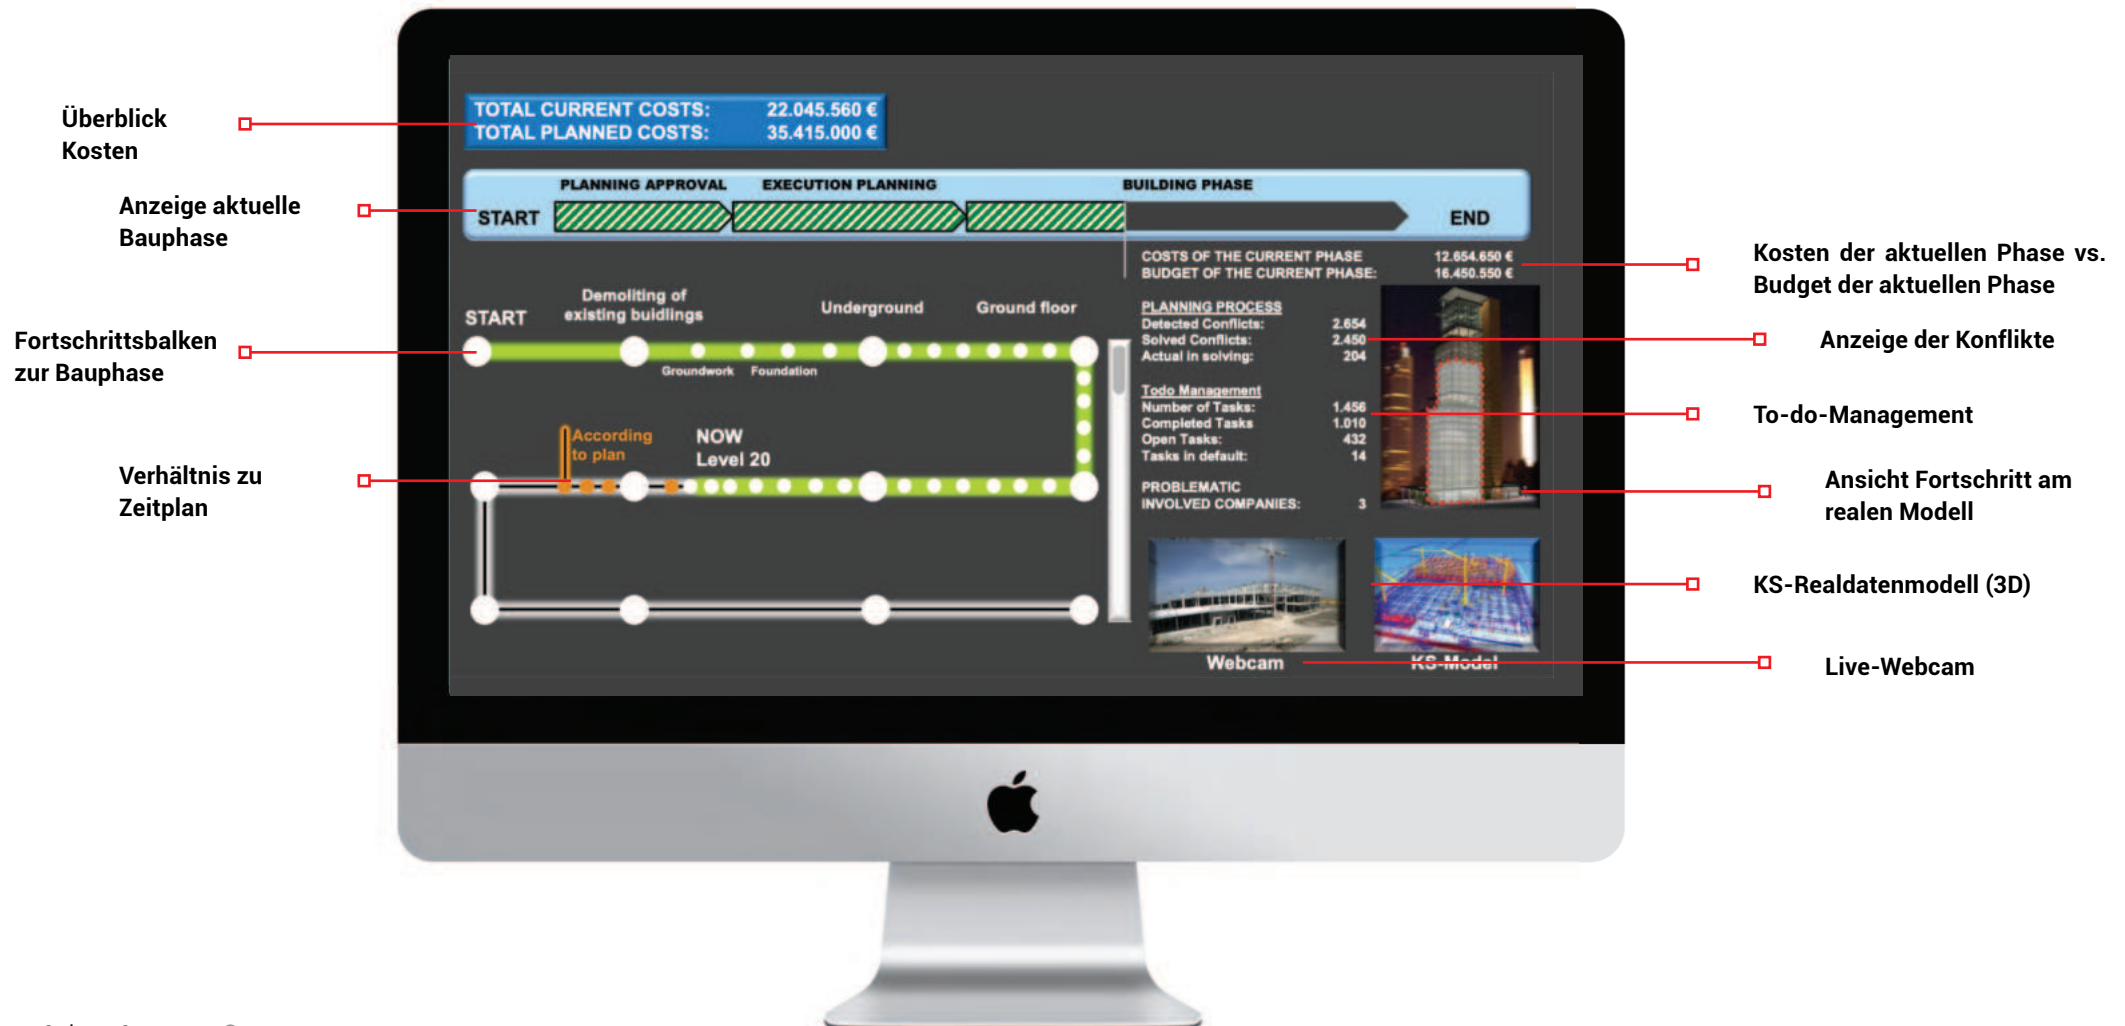 Überblick
Kosten
Anzeige aktuelle
Bauphase
Fortschrittsbalken
zur Bauphase
Verhältnis zu
Zeitplan
TOTAL CURRENT COSTS: 22.045.560 €
TOTAL PLANNED COSTS: 35.415.000 €
PLANNING APPROVAL EXECUTION PLANNING BUILDING PHASE
START END
COSTS OF THE CURRENT PHASE 12.654.650 €
BUDGET OF THE CURRENT PHASE: 16.450.550 €
START
Demoliting of
existing buidlings
Underground
Ground floor
Groundwork Foundation
According
to plan
NOW
Level 20
PLANNING PROCESS
Detected Conflicts: 2.654
Solved Conflicts: 2.450
Actual in solving: 204
Todo Management
Number of Tasks: 1.456
Completed Tasks 1.010
Open Tasks: 432
Tasks in default: 14
PROBLEMATIC
INVOLVED COMPANIES: 3
Webcam
KS-Model
Kosten der aktuellen Phase vs.
Budget der aktuellen Phase
Anzeige der Konflikte
To-do-Management
Ansicht Fortschritt am
realen Modell
KS-Realdatenmodell (3D)
Live-Webcam